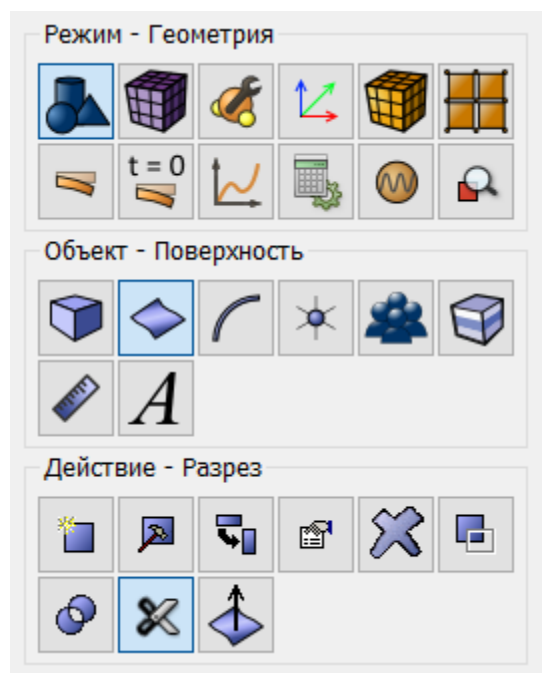 Режим - Геометрия
t = 0
Объект - Поверхность
A
Действие - Разрез